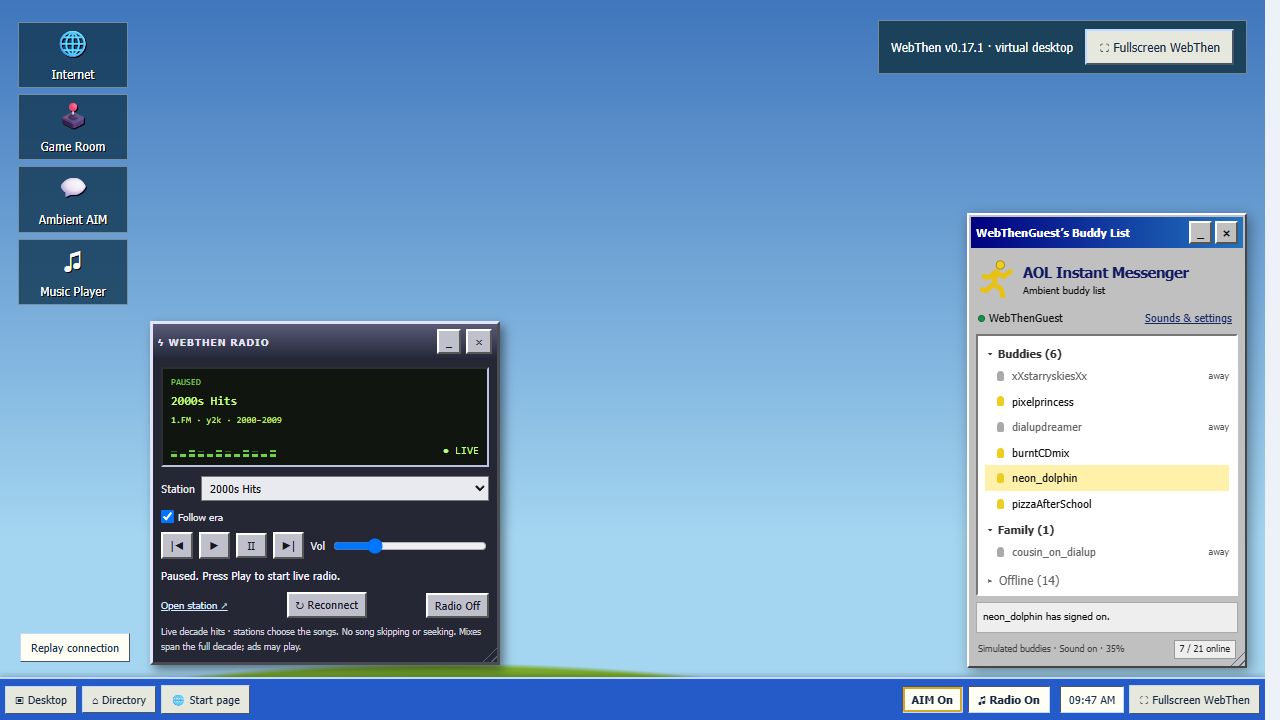 Internet
Game Room
Ambient AIM
Music Player
WebThen v0.17.1 · virtual desktop
Fullscreen WebThen
WEBTHEN RADIO
PAUSED
2000s Hits
1.FM · y2k · 2000–2009
● LIVE
Station 2000s Hits
Follow era
Vol
Paused. Press Play to start live radio.
Open station ↗ ↻ Reconnect Radio Off
Live decade hits · stations choose the songs. No song skipping or seeking. Mixes
span the full decade; ads may play.
WebThenGuest's Buddy List
AOL Instant Messenger
Ambient buddy list
WebThenGuest Sounds & settings
Buddies (6)
xXstarryskiesXx away
pixelprincess
dialupdreamer away
burntCDmix
neon_dolphin
pizzaAfterSchool
Family (1)
cousin_on_dialup away
Offline (14)
neon_dolphin has signed on.
Simulated buddies · Sound on · 35% 7 / 21 online
Replay connection
Desktop Directory Start page AIM On ♫ Radio On 09:47 AM Fullscreen WebThen